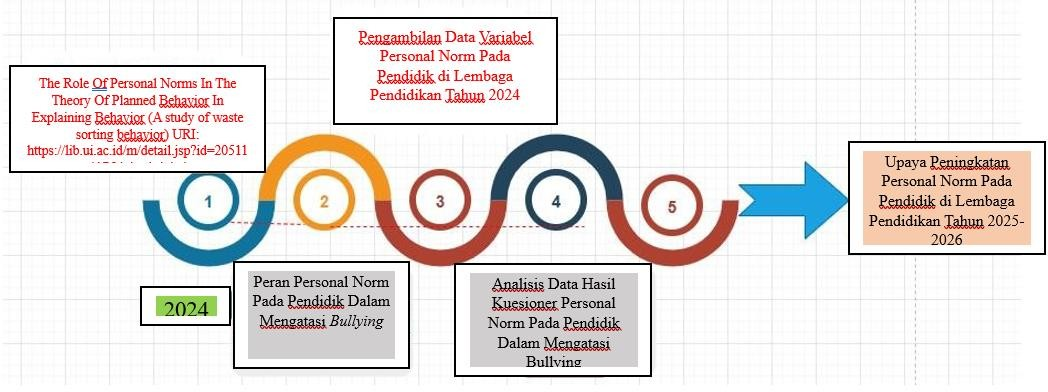 Pengambilan Data Variabel
Personal Norm Pada
Pendidik di Lembaga
Pendidikan Tahun 2024
The Role Of Personal Norms In The
Theory Of Planned Behavior In
Explaining Behavior (A study of waste
sorting behavior) URI:
https://lib.ui.ac.id/m/detail.jsp?id=20511
1
2
3
4
5
Upaya Peningkatan
Personal Norm Pada
Pendidik di Lembaga
Pendidikan Tahun 2025-
2026
2024
Peran Personal Norm
Pada Pendidik Dalam
Mengatasi Bullying
Analisis Data Hasil
Kuesioner Personal
Norm Pada Pendidik
Dalam Mengatasi
Bullying